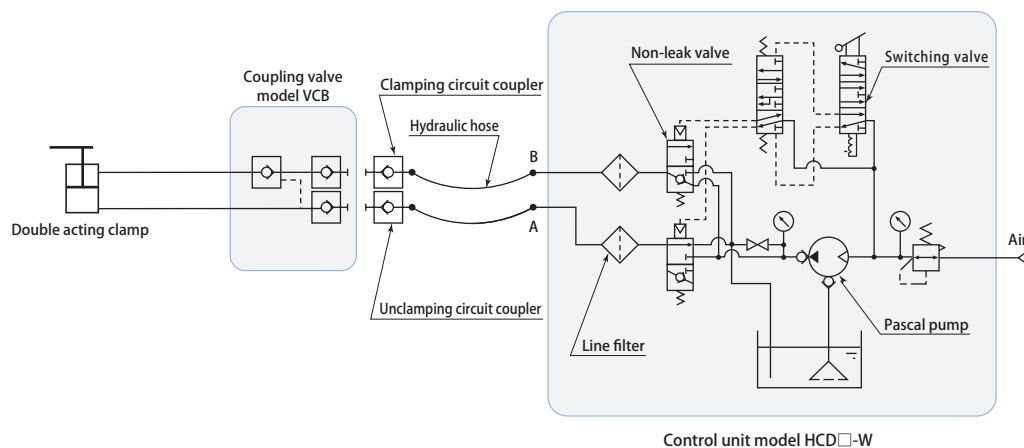 Coupling valve
model VCB
Clamping circuit coupler
Hydraulic hose
Non-leak valve
Switching valve
B
A
Double acting clamp
Unclamping circuit coupler
Line filter
Air
Pascal pump
Control unit model HCD□-W